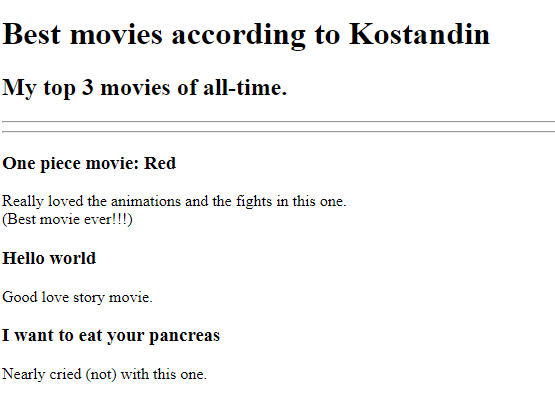 Best movies according to Kostandin
My top 3 movies of all-time.
One piece movie: Red
Really loved the animations and the fights in this one.
(Best movie ever!!!)
Hello world
Good love story movie.
I want to eat your pancreas
Nearly cried (not) with this one.